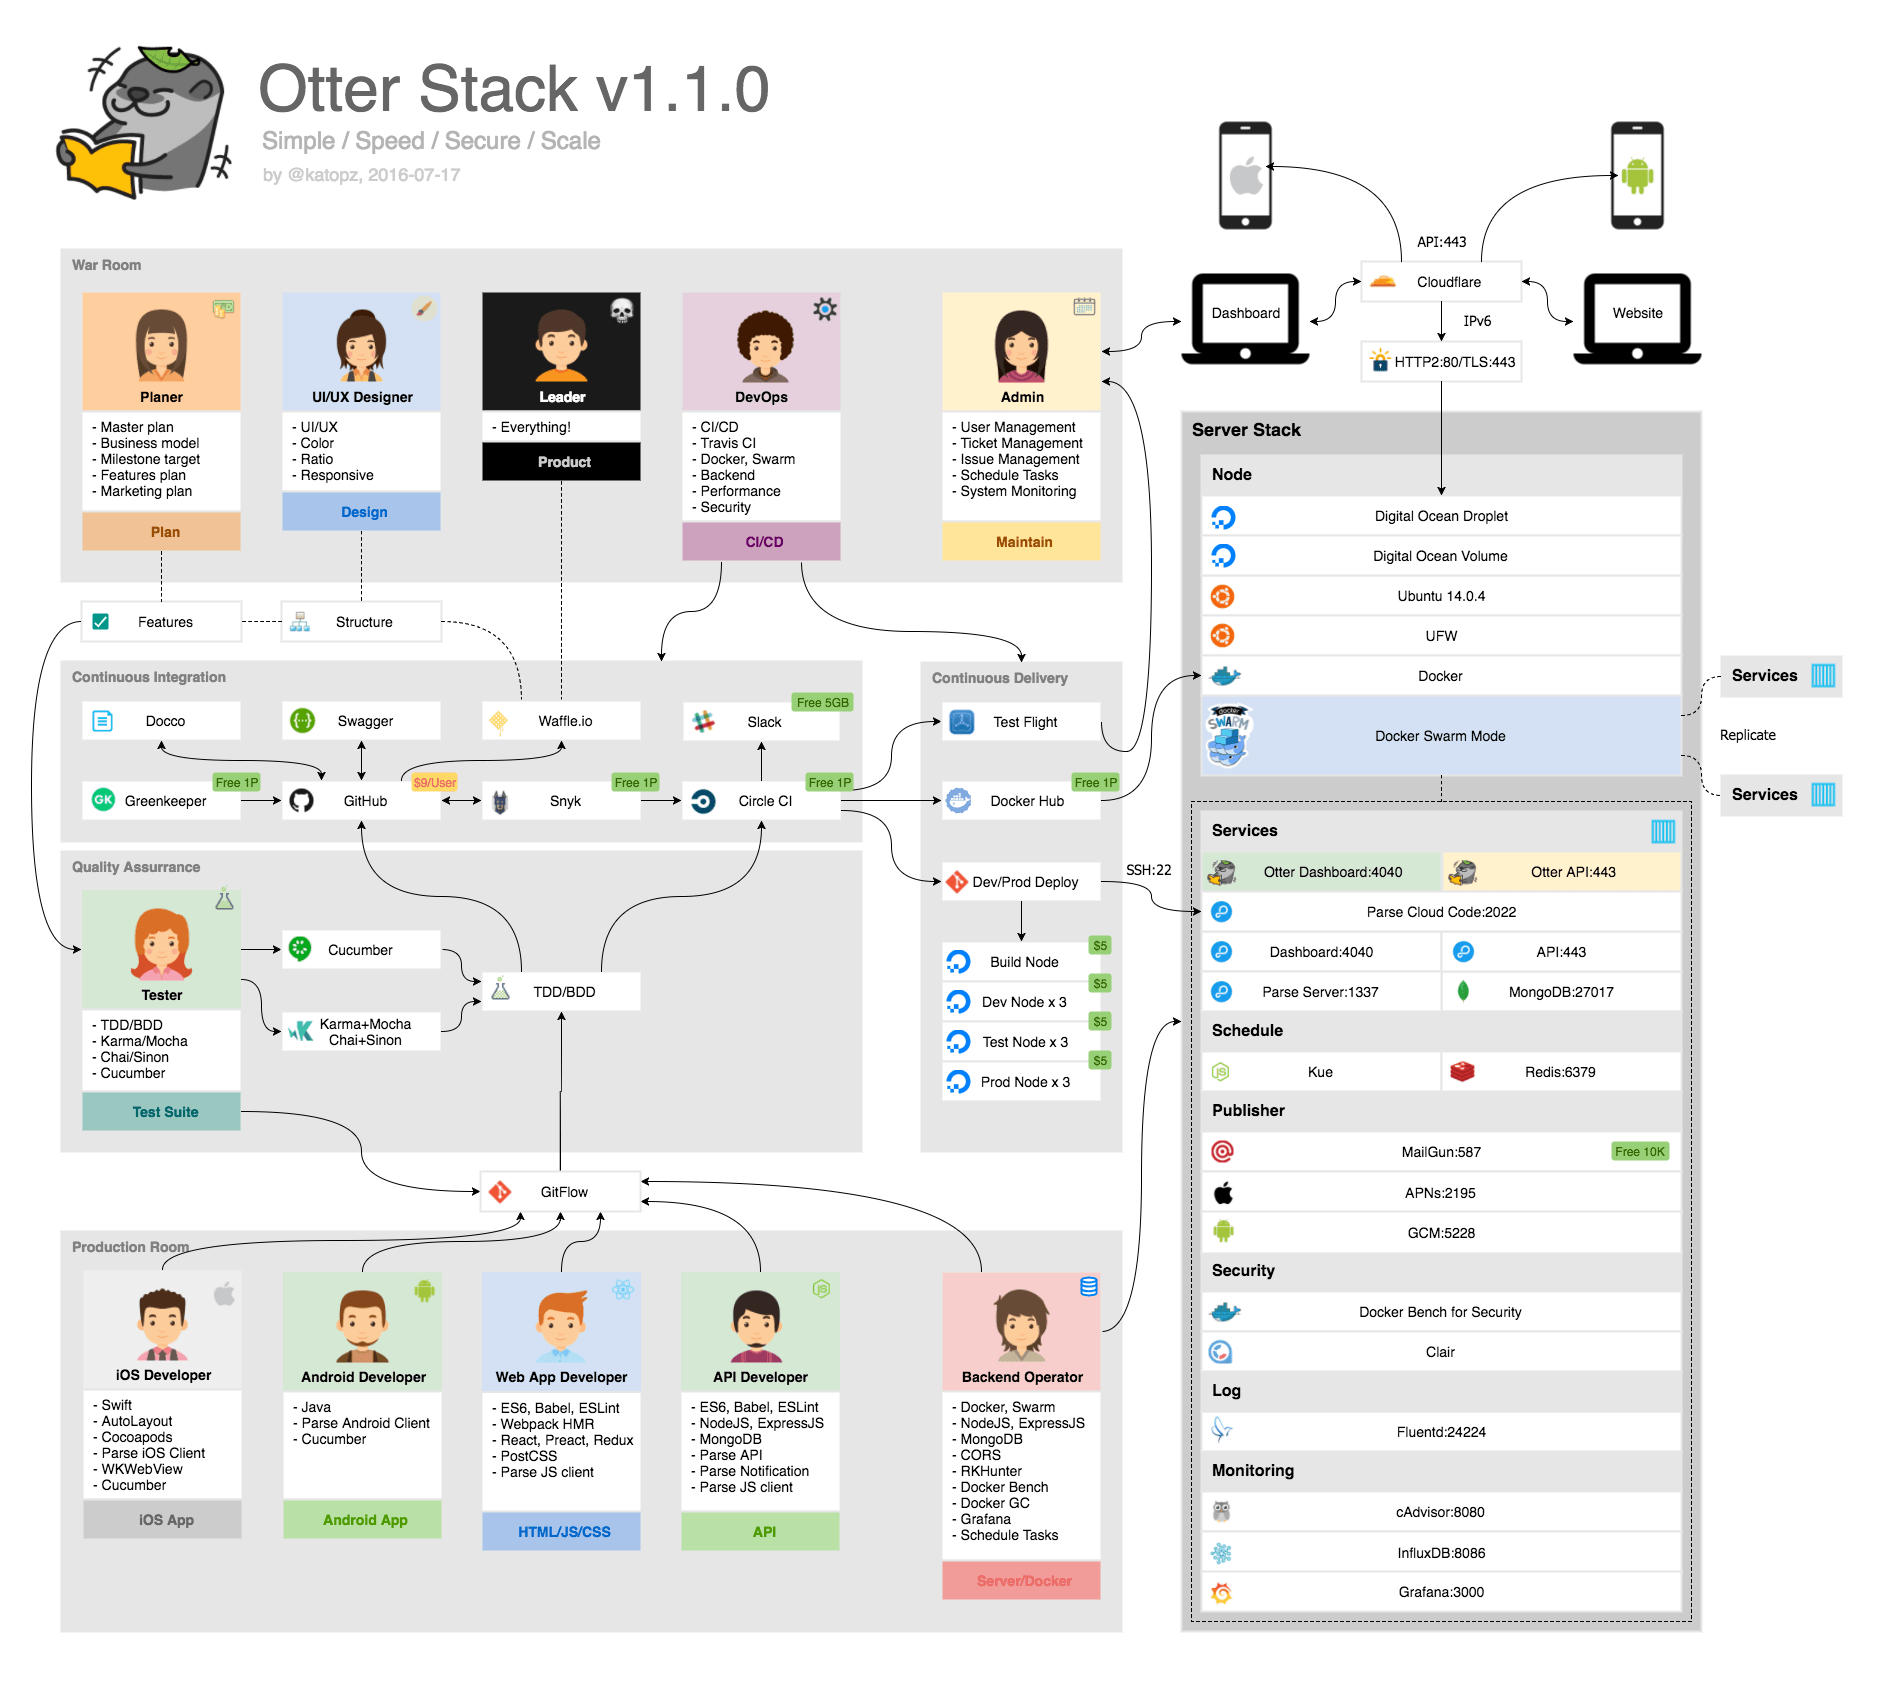 Otter Stack v1.1.0
Simple / Speed / Secure / Scale
by @katopz, 2016-07-17
War Room
Planer
- Master plan
- Business model
- Milestone target
- Features plan
- Marketing plan
Plan
UI/UX Designer
- UI/UX
- Color
- Ratio
- Responsive
Design
Leader
- Everything!
Product
DevOps
- CI/CD
- Travis CI
- Docker, Swarm
- Backend
- Performance
- Security
CI/CD
Admin
- User Management
- Ticket Management
- Issue Management
- Schedule Tasks
- System Monitoring
Maintain
Features
Structure
Continuous Integration
Docco
Swagger
Waffle.io
Slack
Free 5GB
Greenkeeper
GK
Free 1P
GitHub
$9/User
Snyk
Free 1P
Circle CI
Free 1P
Continuous Delivery
Test Flight
Docker Hub
Free 1P
Dev/Prod Deploy
SSH:22
Build Node
$5
Dev Node x 3
$5
Test Node x 3
$5
Prod Node x 3
$5
Quality Assurrance
Tester
- TDD/BDD
- Karma/Mocha
- Chai/Sinon
- Cucumber
Test Suite
Cucumber
Karma+Mocha
Chai+Sinon
TDD/BDD
GitFlow
Production Room
iOS Developer
- Swift
- AutoLayout
- Cocoapods
- Parse iOS Client
- WKWebView
- Cucumber
iOS App
Android Developer
- Java
- Parse Android Client
- Cucumber
Android App
Web App Developer
- ES6, Babel, ESLint
- Webpack HMR
- React, Preact, Redux
- PostCSS
- Parse JS client
HTML/JS/CSS
API Developer
- ES6, Babel, ESLint
- NodeJS, ExpressJS
- MongoDB
- Parse API
- Parse Notification
- Parse JS client
API
Backend Operator
- Docker, Swarm
- NodeJS, ExpressJS
- MongoDB
- CORS
- RKHunter
- Docker Bench
- Docker GC
- Grafana
- Schedule Tasks
Server/Docker
API:443
Cloudflare
Dashboard
Website
IPv6
HTTP2:80/TLS:443
Server Stack
Node
Digital Ocean Droplet
Digital Ocean Volume
Ubuntu 14.0.4
UFW
Docker
docker
SWARM
Docker Swarm Mode
Services
Replicate
Services
Services
Otter Dashboard:4040
Otter API:443
Parse Cloud Code:2022
Dashboard:4040
API:443
Parse Server:1337
MongoDB:27017
Schedule
Kue
Redis:6379
Publisher
MailGun:587
Free 10K
APNs:2195
GCM:5228
Security
Docker Bench for Security
Clair
Log
Fluentd:24224
Monitoring
cAdvisor:8080
InfluxDB:8086
Grafana:3000